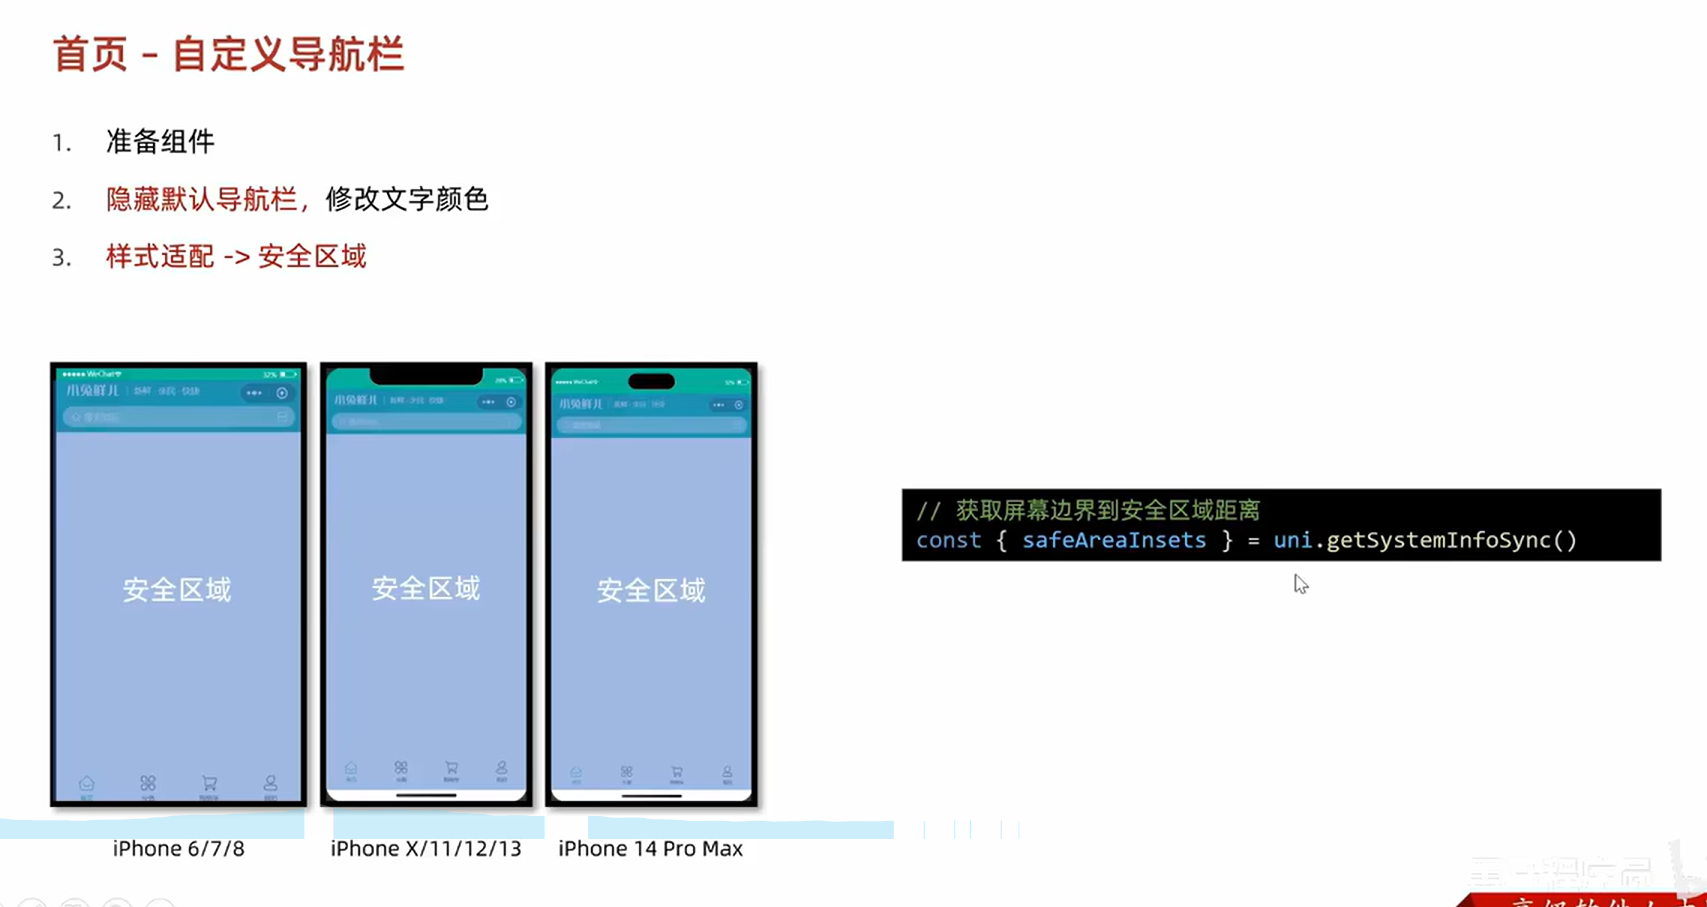 首页 – 自定义导航栏
1. 准备组件
2. 隐藏默认导航栏，修改文字颜色
3. 样式适配 -> 安全区域
WeChat
32%
小兔鲜儿
安全区域
小兔鲜儿
安全区域
WeChat
小兔鲜儿
安全区域
// 获取屏幕边界到安全区域距离
const { safeAreaInsets } = uni.getSystemInfoSync()
iPhone 6/7/8
iPhone X/11/12/13
iPhone 14 Pro Max